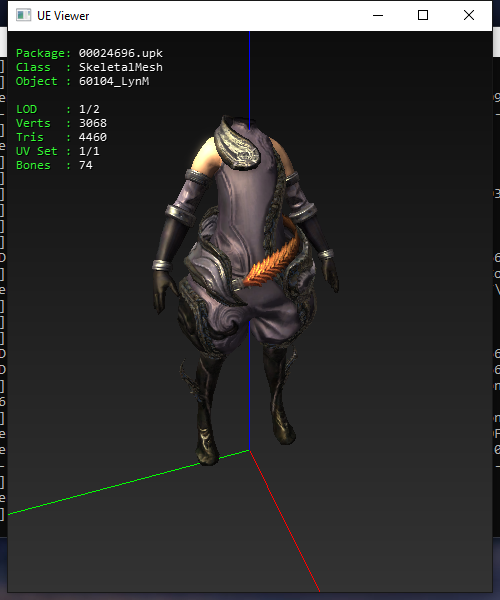 UE Viewer
Package: 00024696.upk
Class : SkeletalMesh
Object : 60104_LynM
LOD : 1/2
Verts : 3068
Tris : 4460
UV Set : 1/1
Bones : 74